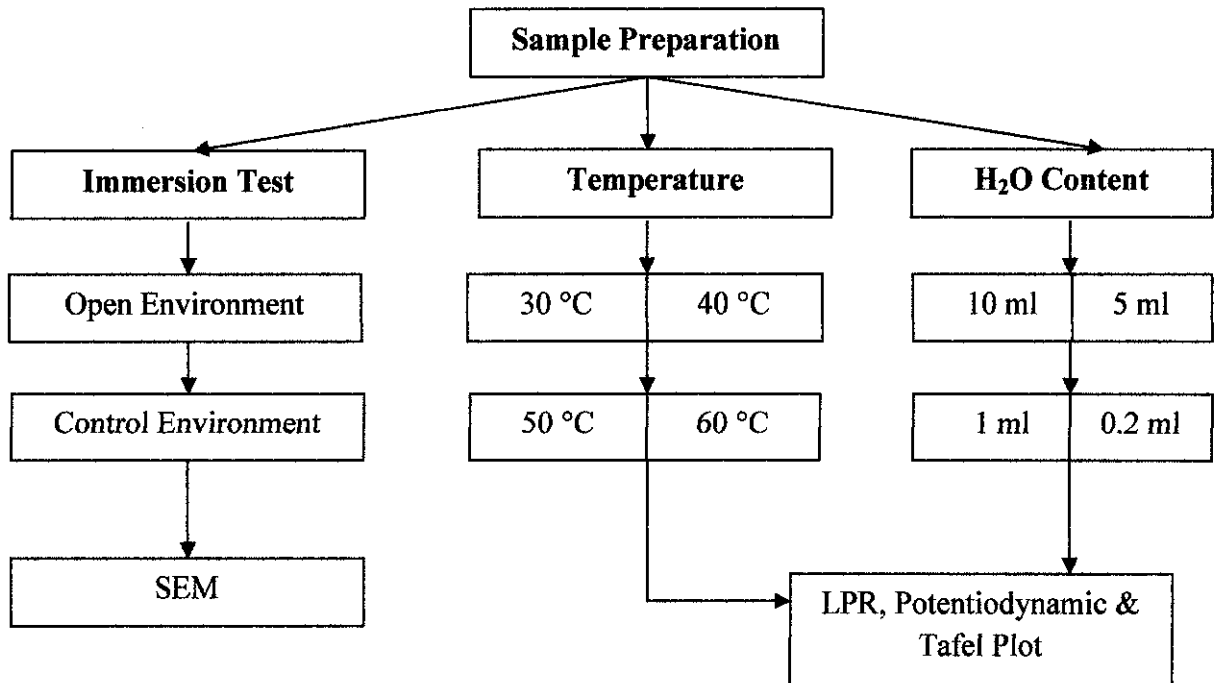 Sample Preparation
Immersion Test
Temperature
H₂O Content
Open Environment
30 °C
40 °C
10 ml
5 ml
Control Environment
50 °C
60 °C
1 ml
0.2 ml
SEM
LPR, Potentiodynamic &
Tafel Plot